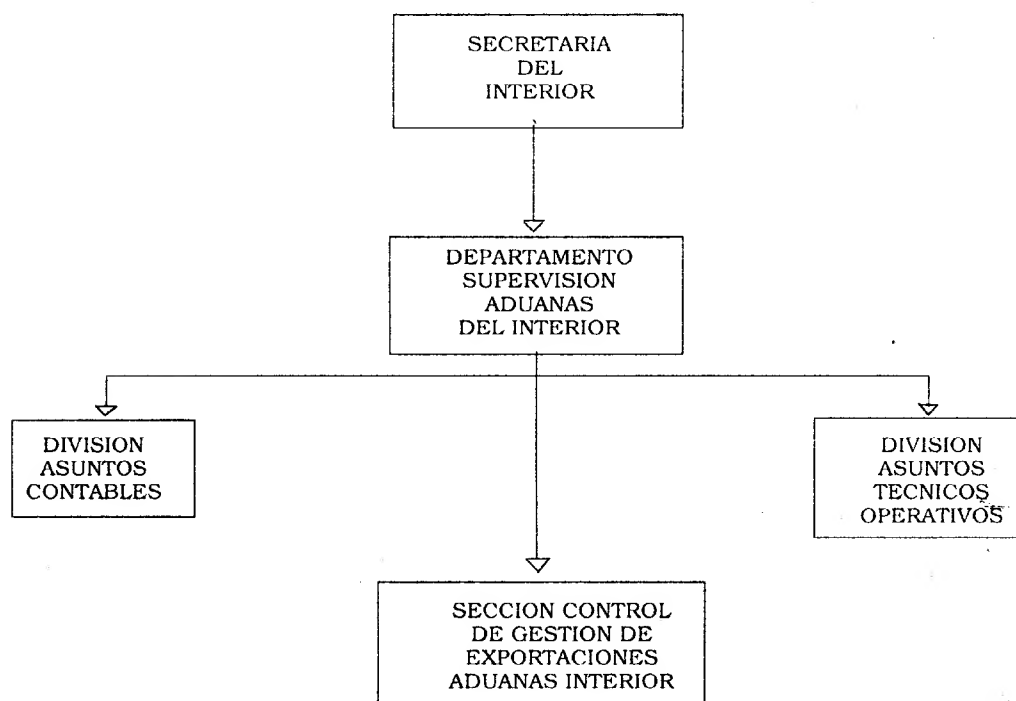 SECRETARIA
DEL
INTERIOR
DEPARTAMENTO
SUPERVISION
ADUANAS
DEL INTERIOR
DIVISION
ASUNTOS
CONTABLES
DIVISION
ASUNTOS
TECNICOS
OPERATIVOS
SECCION CONTROL
DE GESTION DE
EXPORTACIONES
ADUANAS INTERIOR